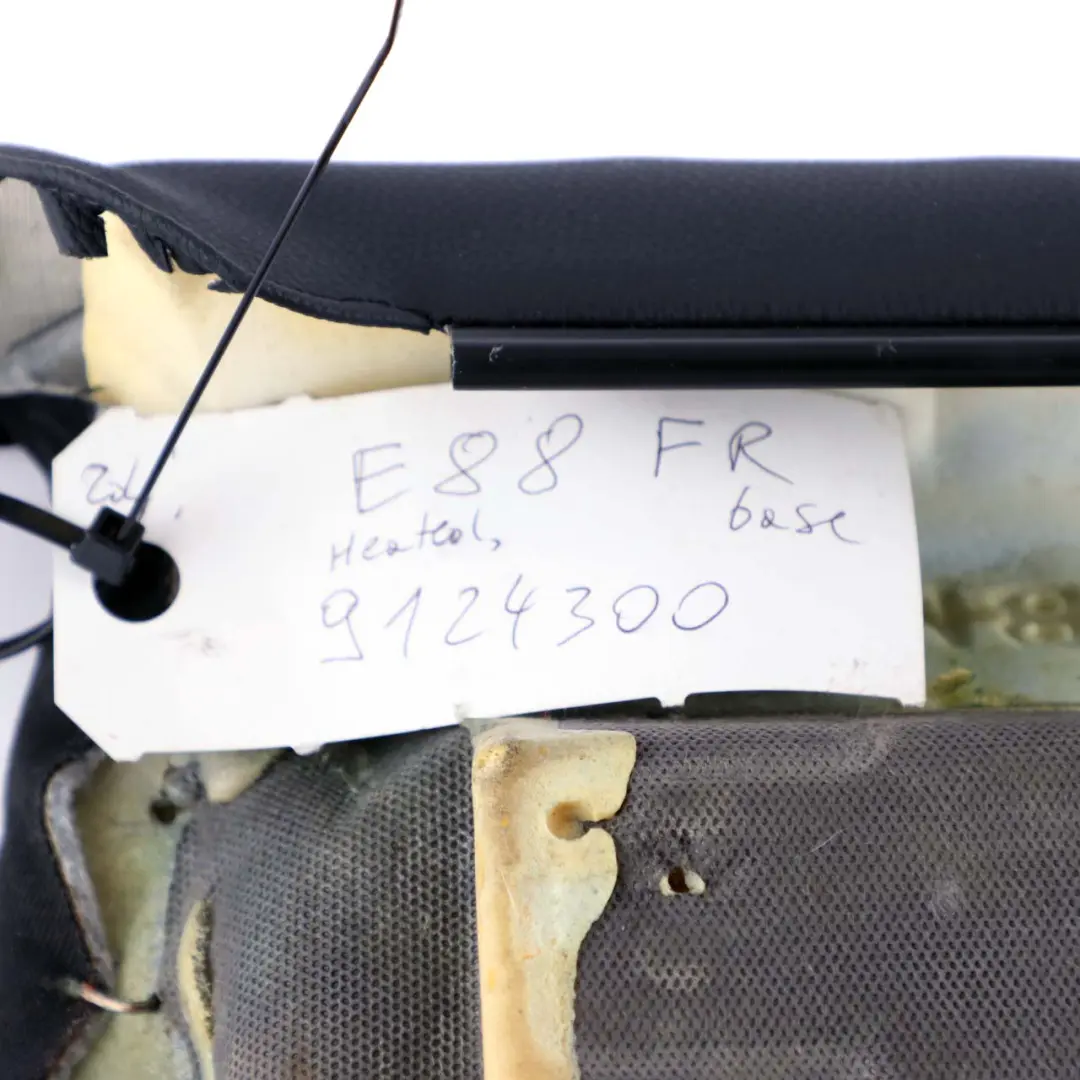 E88 FR
Heated, base
9124300